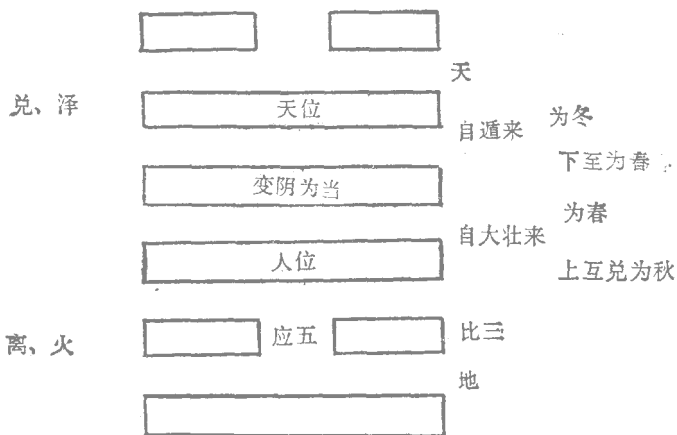 天
兑、泽
天位
为冬
自遁来
下至为春
变阴为当
为春
自大壮来
人位
上互兑为秋
离、火
应五
比三
地